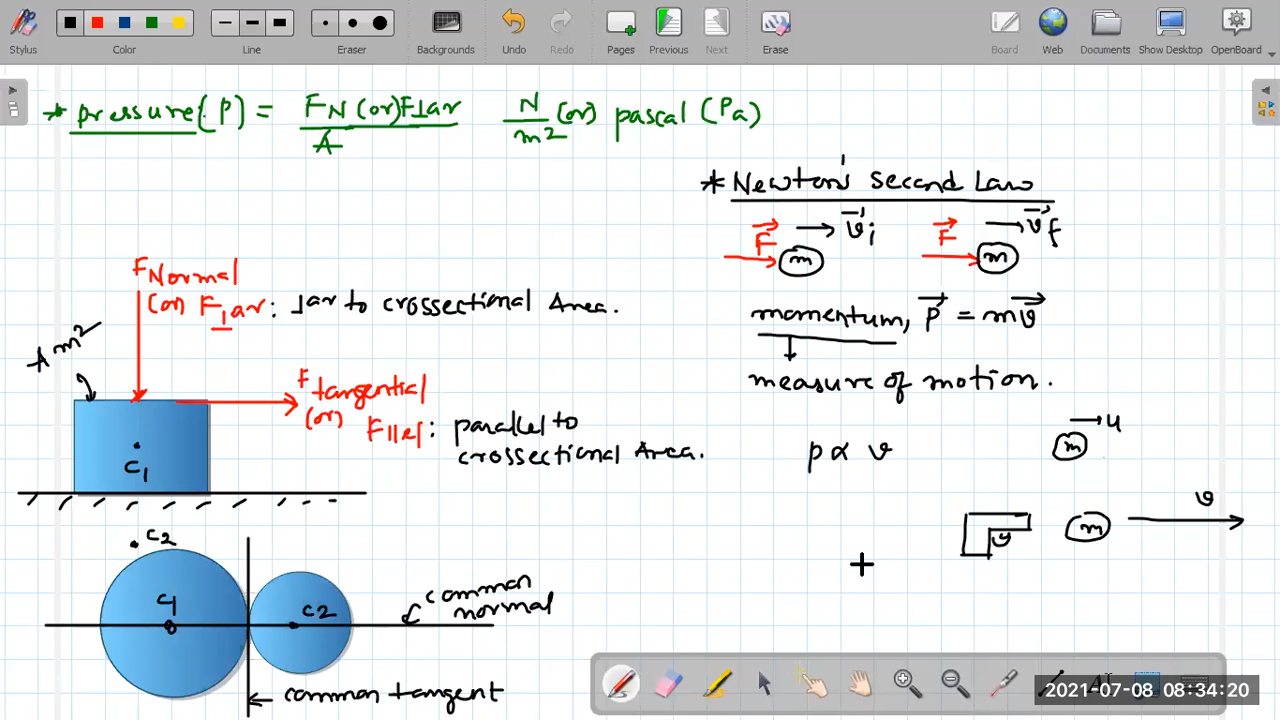 Stylus
Color
Line
Eraser
Backgrounds
Undo
Redo
Pages
Previous
Next
Erase
Board
Web
Documents
Show Desktop
OpenBoard
* pressure (P) = FN (or) F⊥ar / A N/m² (or) pascal (Pa)
* Newton's second Law
F → vi F → vf
m m
momentum, P = mv
measure of motion.
p ∝ v
m u
m v
F Normal
(or) F⊥ar : ⊥ar to crossectional Area.
A m²
F tangential
(or) F||el : parallel to
crossectional Area.
C1
C2
C1
C2
common
normal
common tangent
2021-07-08 08:34:20